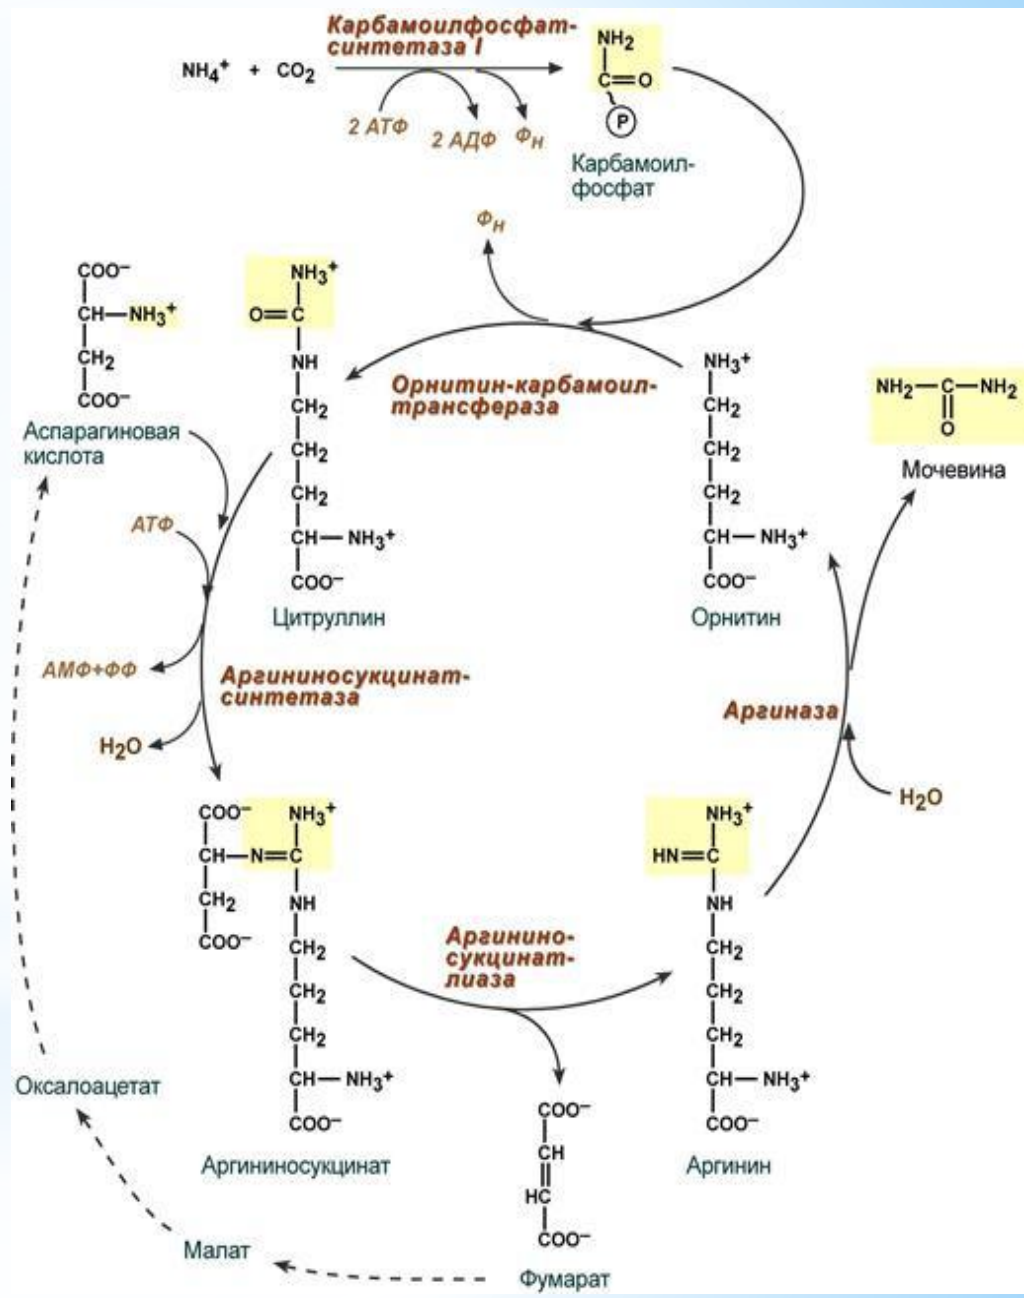 Карбамоилфосфат-
синтетаза I
NH₄⁺ + CO₂
2 АТФ
2 АДФ
Фн
NH₂
C=O
P
Карбамоил-
фосфат
Фн
COO⁻
CH—NH₃⁺
CH₂
COO⁻
Аспарагиновая
кислота
NH₃⁺
O=C
NH
CH₂
CH₂
CH₂
CH—NH₃⁺
COO⁻
Цитруллин
Орнитин-карбамоил-
трансфераза
NH₃⁺
CH₂
CH₂
CH₂
CH—NH₃⁺
COO⁻
Орнитин
NH₂—C—NH₂
O
Мочевина
АТФ
АМФ+ФФ
H₂O
Аргининосукцинат-
синтетаза
Аргиназа
H₂O
COO⁻
NH₃⁺
CH—N=C
CH₂
NH
COO⁻
CH₂
CH₂
CH₂
CH—NH₃⁺
COO⁻
Аргининосукцинат
Аргинино-
сукцинат-
лиаза
NH₃⁺
HN=C
NH
CH₂
CH₂
CH₂
CH—NH₃⁺
COO⁻
Аргинин
COO⁻
CH
HC
COO⁻
Фумарат
Малат
Оксалоацетат